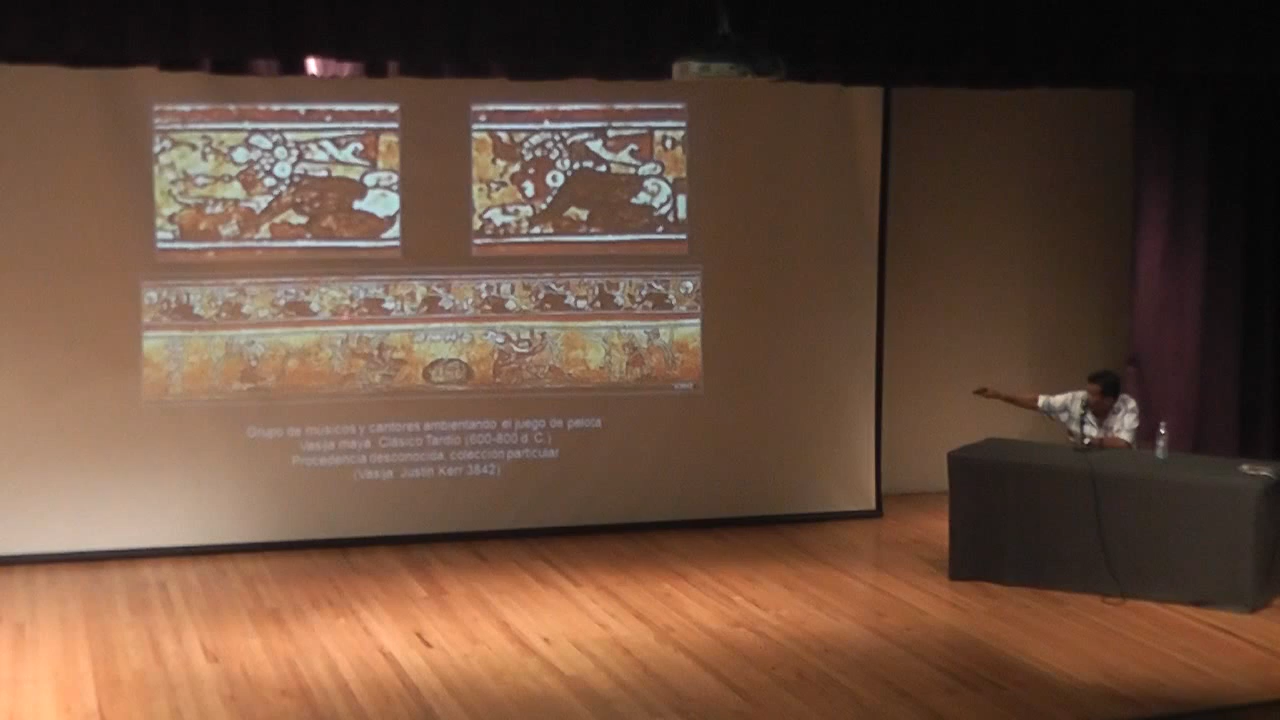 Grupo de músicos y cantores ambientando el juego de pelota
Vasija maya. Clásico Tardío (600-800 d. C.)
Procedencia desconocida, colección particular
(Vasija: Justin Kerr 3842)